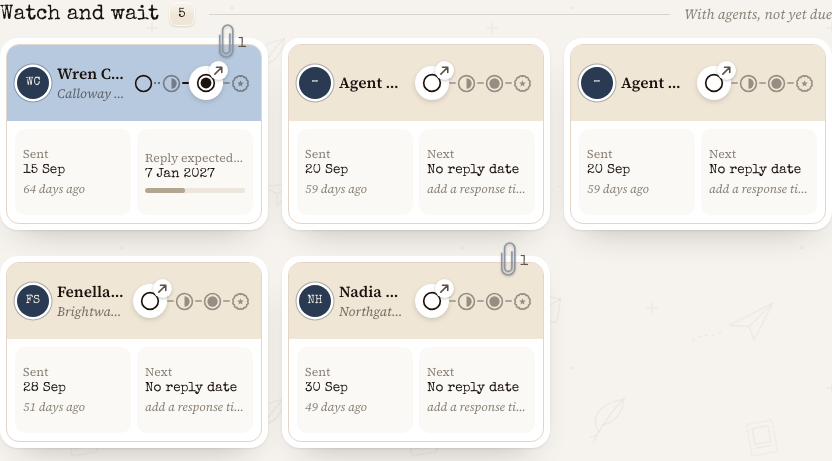 Watch and wait 5
With agents, not yet due
1
WC
Wren C...
Calloway ...
Sent
15 Sep
64 days ago
Reply expected...
7 Jan 2027
–
Agent ...
Sent
20 Sep
59 days ago
Next
No reply date
add a response ti...
–
Agent ...
Sent
20 Sep
59 days ago
Next
No reply date
add a response ti...
FS
Fenella...
Brightwa...
Sent
28 Sep
51 days ago
Next
No reply date
add a response ti...
1
NH
Nadia ...
Northgat...
Sent
30 Sep
49 days ago
Next
No reply date
add a response ti...